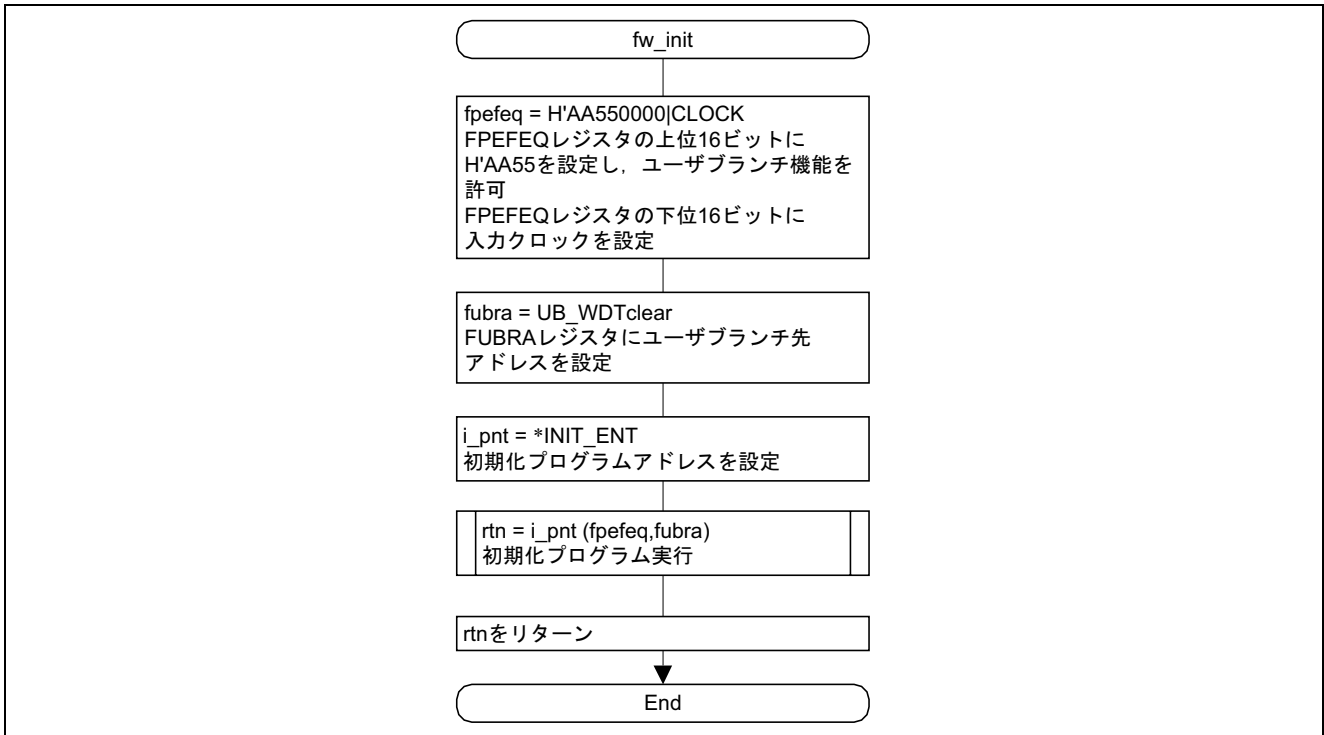 fw_init
fpefeq = H'AA550000|CLOCK
FPEFEQレジスタの上位16ビットに
H'AA55を設定し，ユーザブランチ機能を
許可
FPEFEQレジスタの下位16ビットに
入力クロックを設定
fubra = UB_WDTclear
FUBRAレジスタにユーザブランチ先
アドレスを設定
i_pnt = *INIT_ENT
初期化プログラムアドレスを設定
rtn = i_pnt (fpefeq,fubra)
初期化プログラム実行
rtnをリターン
End